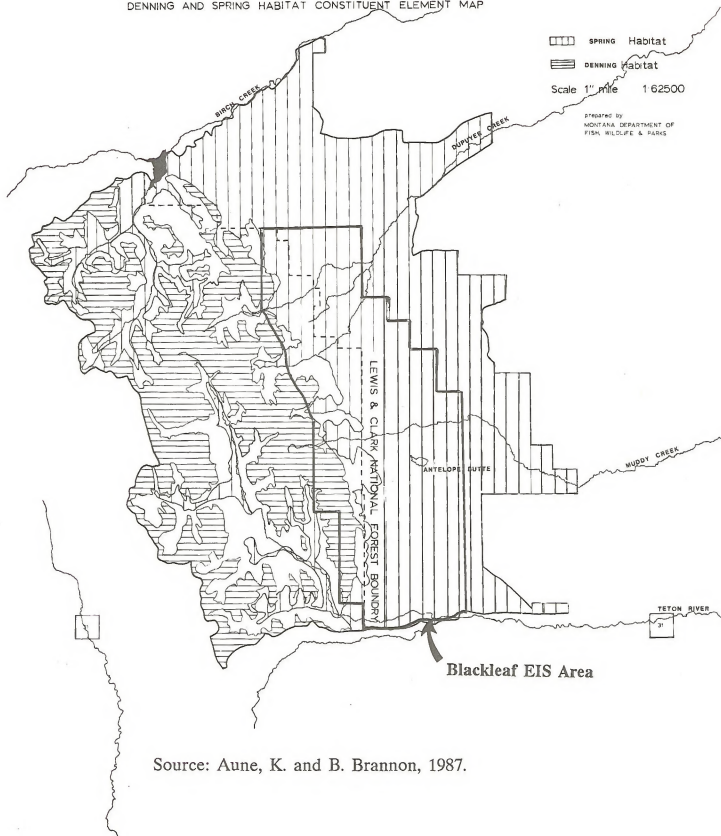 DENNING AND SPRING HABITAT CONSTITUENT ELEMENT MAP
SPRING Habitat
DENNING Habitat
Scale 1" mile 1:62500
prepared by
MONTANA DEPARTMENT OF
FISH, WILDLIFE & PARKS
BIRCH CREEK
DUPUYEE CREEK
LEWIS & CLARK NATIONAL FOREST BOUNDRY
ANTELOPE BUTTE
MUDDY CREEK
TETON RIVER
31
Blackleaf EIS Area
Source: Aune, K. and B. Brannon, 1987.